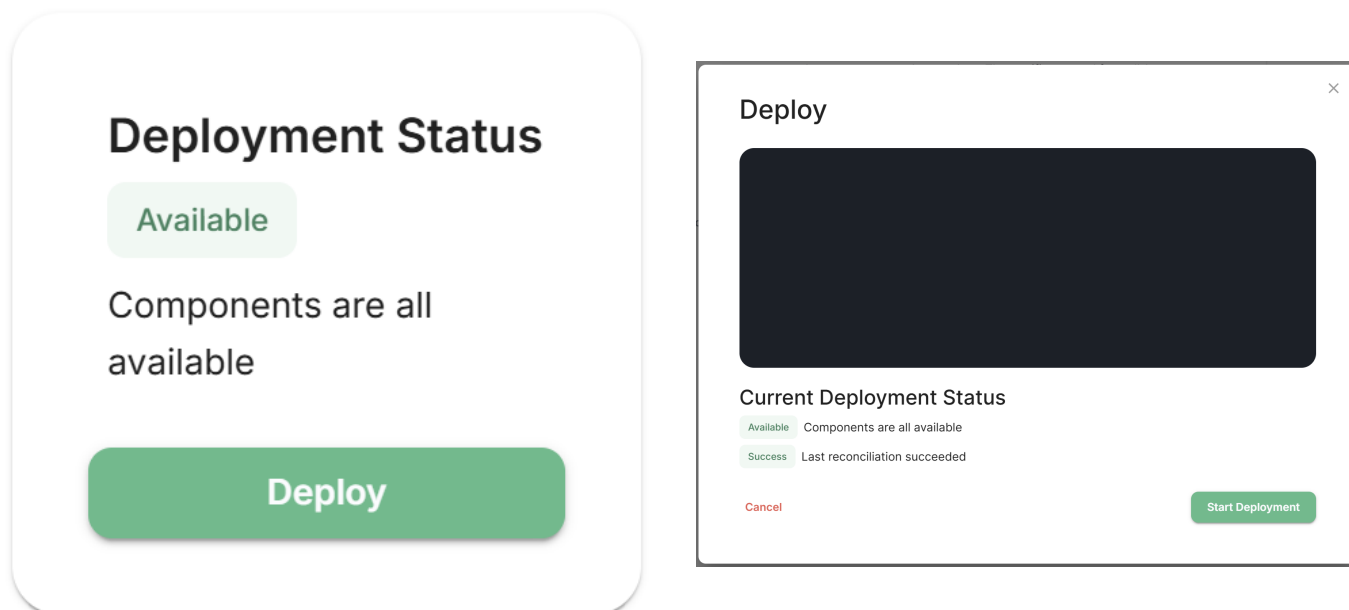 Deployment Status
Available
Components are all
available
Deploy
Deploy
Current Deployment Status
Available Components are all available
Success Last reconciliation succeeded
Cancel Start Deployment